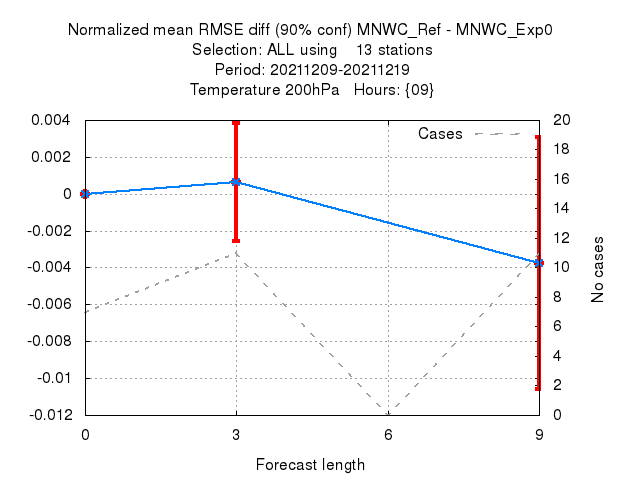 Normalized mean RMSE diff (90% conf) MNWC_Ref - MNWC_Exp0
Selection: ALL using    13 stations
Period: 20211209-20211219
Temperature 200hPa   Hours: {09}
Cases
0.004
0.002
0
-0.002
-0.004
-0.006
-0.008
-0.01
-0.012
20
18
16
14
12
10
8
6
4
2
0
No cases
0 3 6 9
Forecast length